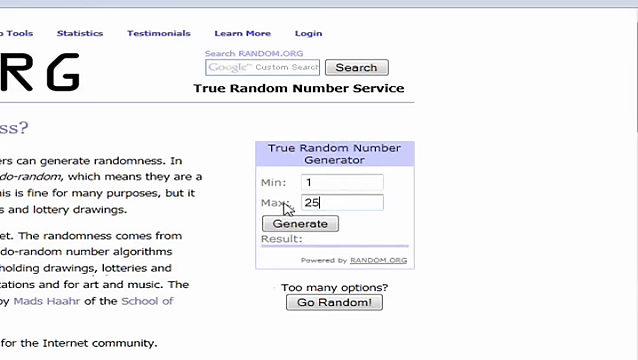 p Tools Statistics Testimonials Learn More Login
Search RANDOM.ORG
Google™ Custom Search Search
RG
True Random Number Service
ess?
ers can generate randomness. In
do-random, which means they are a
his is fine for many purposes, but it
s and lottery drawings.
et. The randomness comes from
do-random number algorithms
holding drawings, lotteries and
ations and for art and music. The
by Mads Haahr of the School of
for the Internet community.
True Random Number
Generator
Min: 1
Max: 25
Generate
Result:
Powered by RANDOM.ORG
Too many options?
Go Random!